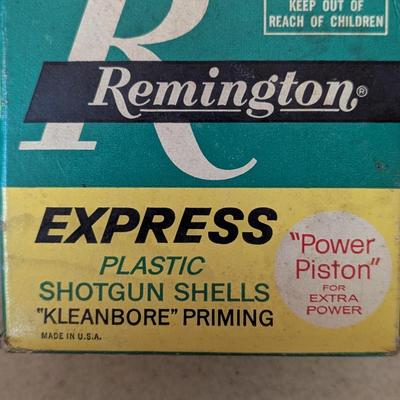 KEEP OUT OF
REACH OF CHILDREN
R
Remington®
EXPRESS
PLASTIC
SHOTGUN SHELLS
"KLEANBORE" PRIMING
MADE IN U.S.A.
"Power
Piston"
FOR
EXTRA
POWER